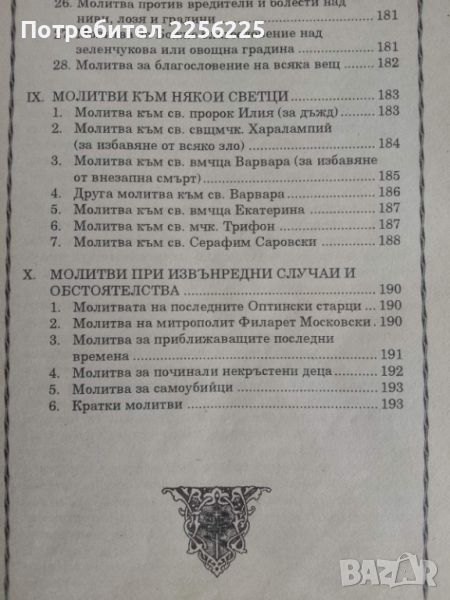 26. Молитва против вредители и болести над
ниви, лозя и градини 181
Потребител 2256225
зеленчукова или овощна градина 181
28. Молитва за благословение на всяка вещ 182
IX. МОЛИТВИ КЪМ НЯКОИ СВЕТЦИ 183
1. Молитва към св. пророк Илия (за дъжд) 183
2. Молитва към св. свщмчк. Харалампий
(за избавяне от всяко зло) 184
3. Молитва към св. вмчца Варвара (за избавяне
от внезапна смърт) 185
4. Друга молитва към св. Варвара 186
5. Молитва към св. вмчца Екатерина 187
6. Молитва към св. мчк. Трифон 187
7. Молитва към св. Серафим Саровски 188
X. МОЛИТВИ ПРИ ИЗВЪНРЕДНИ СЛУЧАИ И
ОБСТОЯТЕЛСТВА 190
1. Молитвата на последните Оптински старци 190
2. Молитва на митрополит Филарет Московски . 190
3. Молитва за приближаващите последни
времена 191
4. Молитва за починали некръстени деца 192
5. Молитва за самоубийци 193
6. Кратки молитви 193
BAZAR